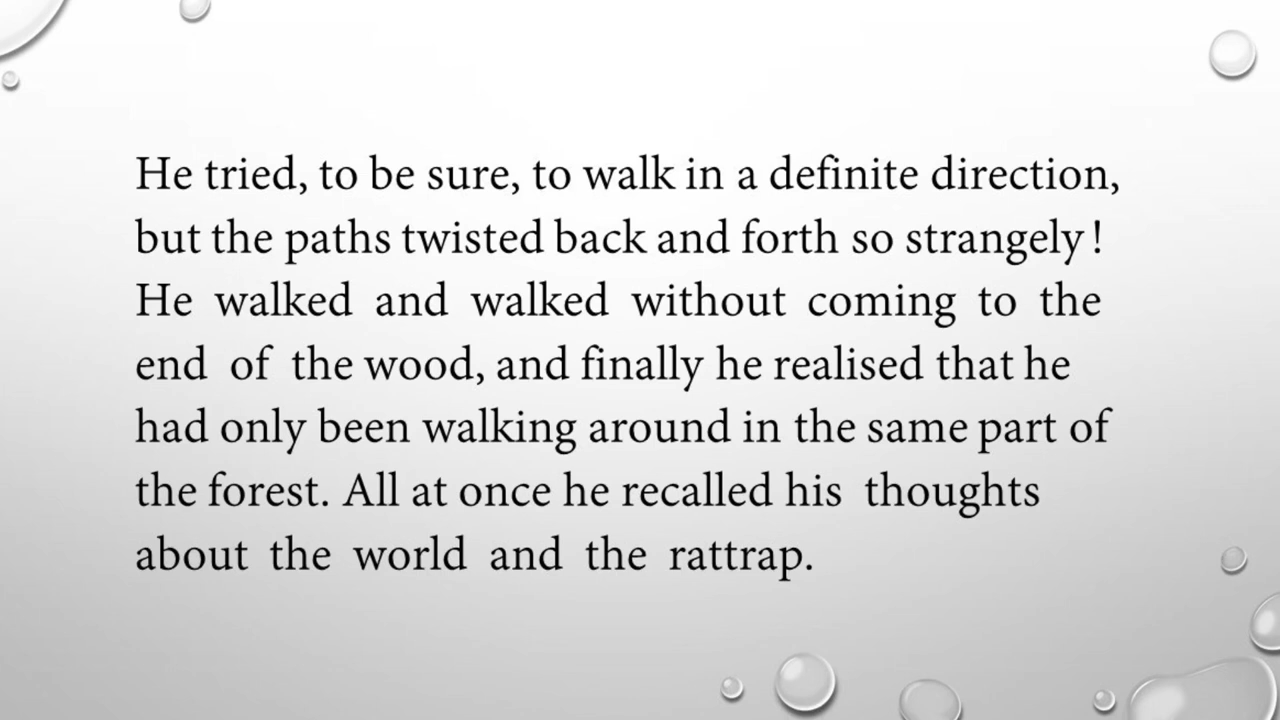 He tried, to be sure, to walk in a definite direction,
but the paths twisted back and forth so strangely!
He walked and walked without coming to the
end of the wood, and finally he realised that he
had only been walking around in the same part of
the forest. All at once he recalled his thoughts
about the world and the rattrap.